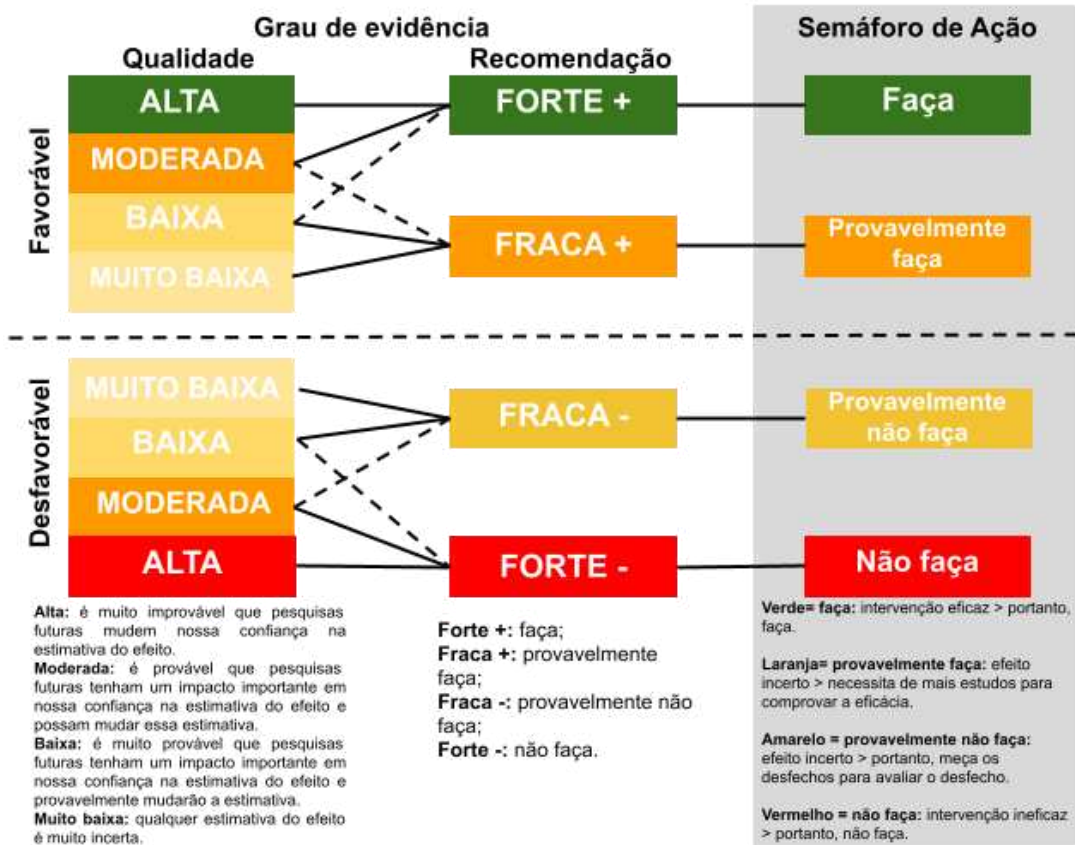 Grau de evidência
Semáforo de Ação
Qualidade
Recomendação
Favorável
ALTA
FORTE +
Faça
MODERADA
BAIXA
FRACA +
Provavelmente
faça
MUITO BAIXA
Desfavorável
MUITO BAIXA
FRACA -
Provavelmente
não faça
BAIXA
MODERADA
ALTA
FORTE -
Não faça
Alta: é muito improvável que pesquisas
futuras mudem nossa confiança na
estimativa do efeito.
Moderada: é provável que pesquisas
futuras tenham um impacto importante em
nossa confiança na estimativa do efeito e
possam mudar essa estimativa.
Baixa: é muito provável que pesquisas
futuras tenham um impacto importante em
nossa confiança na estimativa do efeito e
provavelmente mudarão a estimativa.
Muito baixa: qualquer estimativa do efeito
é muito incerta.
Forte +: faça;
Fraca +: provavelmente
faça;
Fraca -: provavelmente não
faça;
Forte -: não faça.
Verde= faça: intervenção eficaz > portanto,
faça.
Laranja= provavelmente faça: efeito
incerto > necessita de mais estudos para
comprovar a eficácia.
Amarelo = provavelmente não faça:
efeito incerto > portanto, meça os
desfechos para avaliar o desfecho.
Vermelho = não faça: intervenção ineficaz
> portanto, não faça.